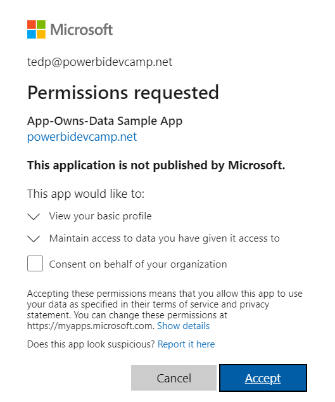 Microsoft
tedp@powerbidevcamp.net
Permissions requested
App-Owns-Data Sample App
powerbidevcamp.net
This application is not published by Microsoft.
This app would like to:
View your basic profile
Maintain access to data you have given it access to
Consent on behalf of your organization
Accepting these permissions means that you allow this app to use
your data as specified in their terms of service and privacy
statement. You can change these permissions at
https://myapps.microsoft.com. Show details
Does this app look suspicious? Report it here
Cancel Accept